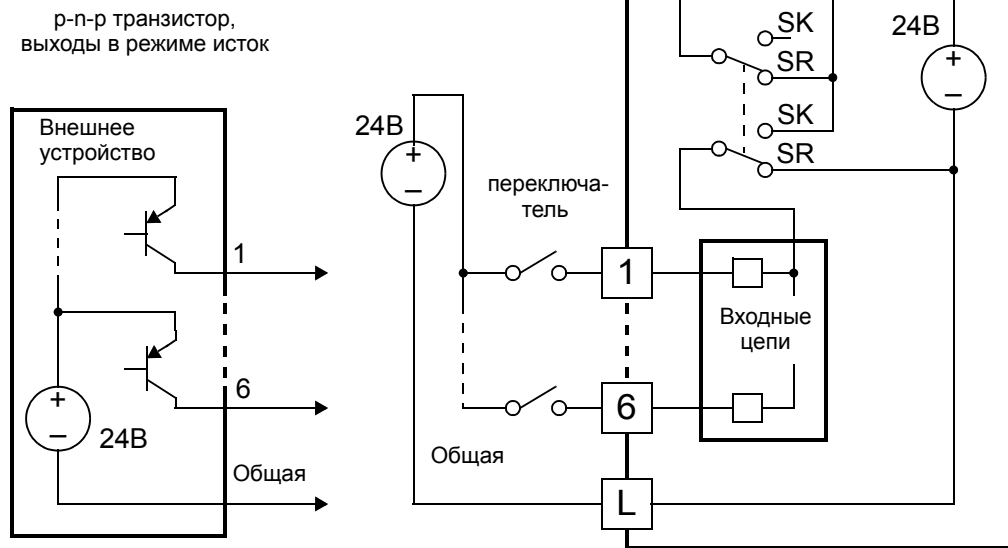 p-n-p транзистор,
выходы в режиме исток
Внешнее
устройство
1
6
+
–
24В
Общая
24В
+
–
переключа-
тель
Общая
SK
SR
SK
SR
24В
+
–
1
6
L
Входные
цепи